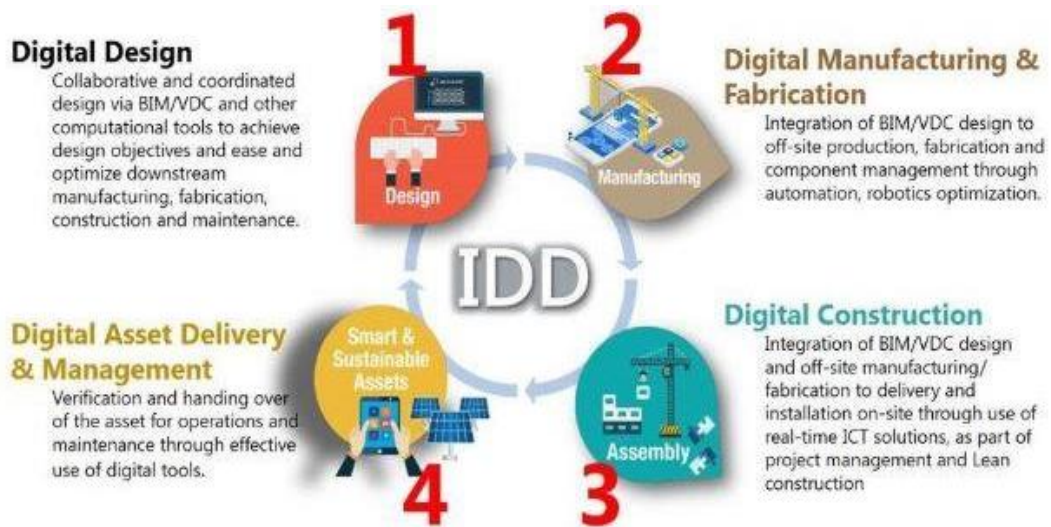 Digital Design
Collaborative and coordinated
design via BIM/VDC and other
computational tools to achieve
design objectives and ease and
optimize downstream
manufacturing, fabrication,
construction and maintenance.
1
Design
2
Manufacturing
Digital Manufacturing &
Fabrication
Integration of BIM/VDC design to
off-site production, fabrication and
component management through
automation, robotics optimization.
IDD
Digital Asset Delivery
& Management
Verification and handing over
of the asset for operations and
maintenance through effective
use of digital tools.
Smart &
Sustainable
Assets
4
Assembly
3
Digital Construction
Integration of BIM/VDC design
and off-site manufacturing/
fabrication to delivery and
installation on-site through use of
real-time ICT solutions, as part of
project management and Lean
construction